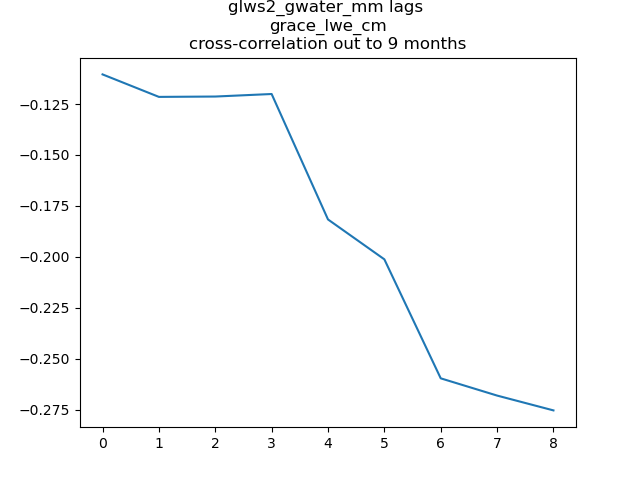 glws2_gwater_mm lags
grace_lwe_cm
cross-correlation out to 9 months
−0.125
−0.150
−0.175
−0.200
−0.225
−0.250
−0.275
0 1 2 3 4 5 6 7 8